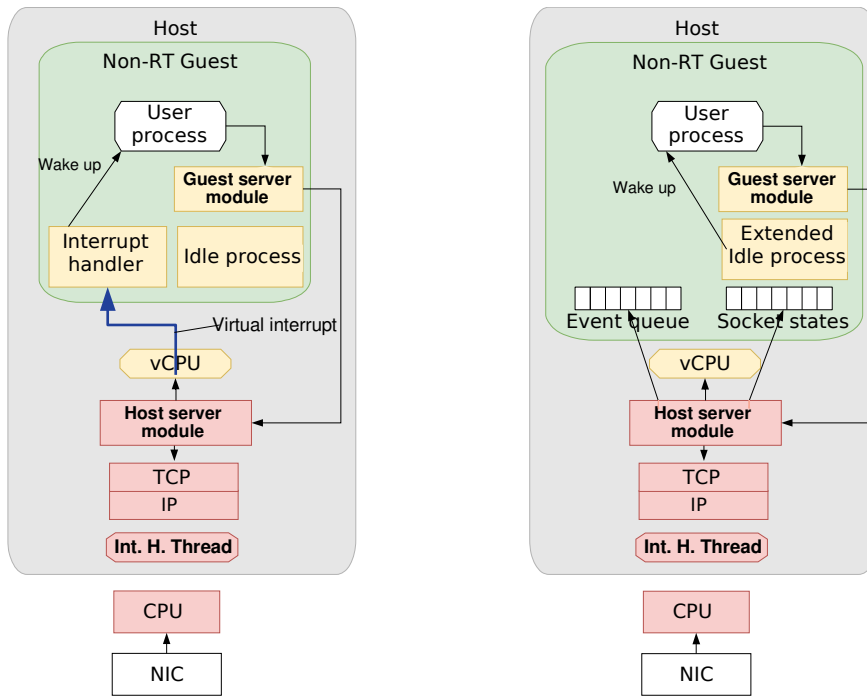 Host
Non-RT Guest
User
process
Wake up
Guest server
module
Interrupt
handler
Idle process
Virtual interrupt
vCPU
Host server
module
TCP
IP
Int. H. Thread
CPU
NIC
Host
Non-RT Guest
User
process
Wake up
Guest server
module
Extended
Idle process
Event queue
Socket states
vCPU
Host server
module
TCP
IP
Int. H. Thread
CPU
NIC